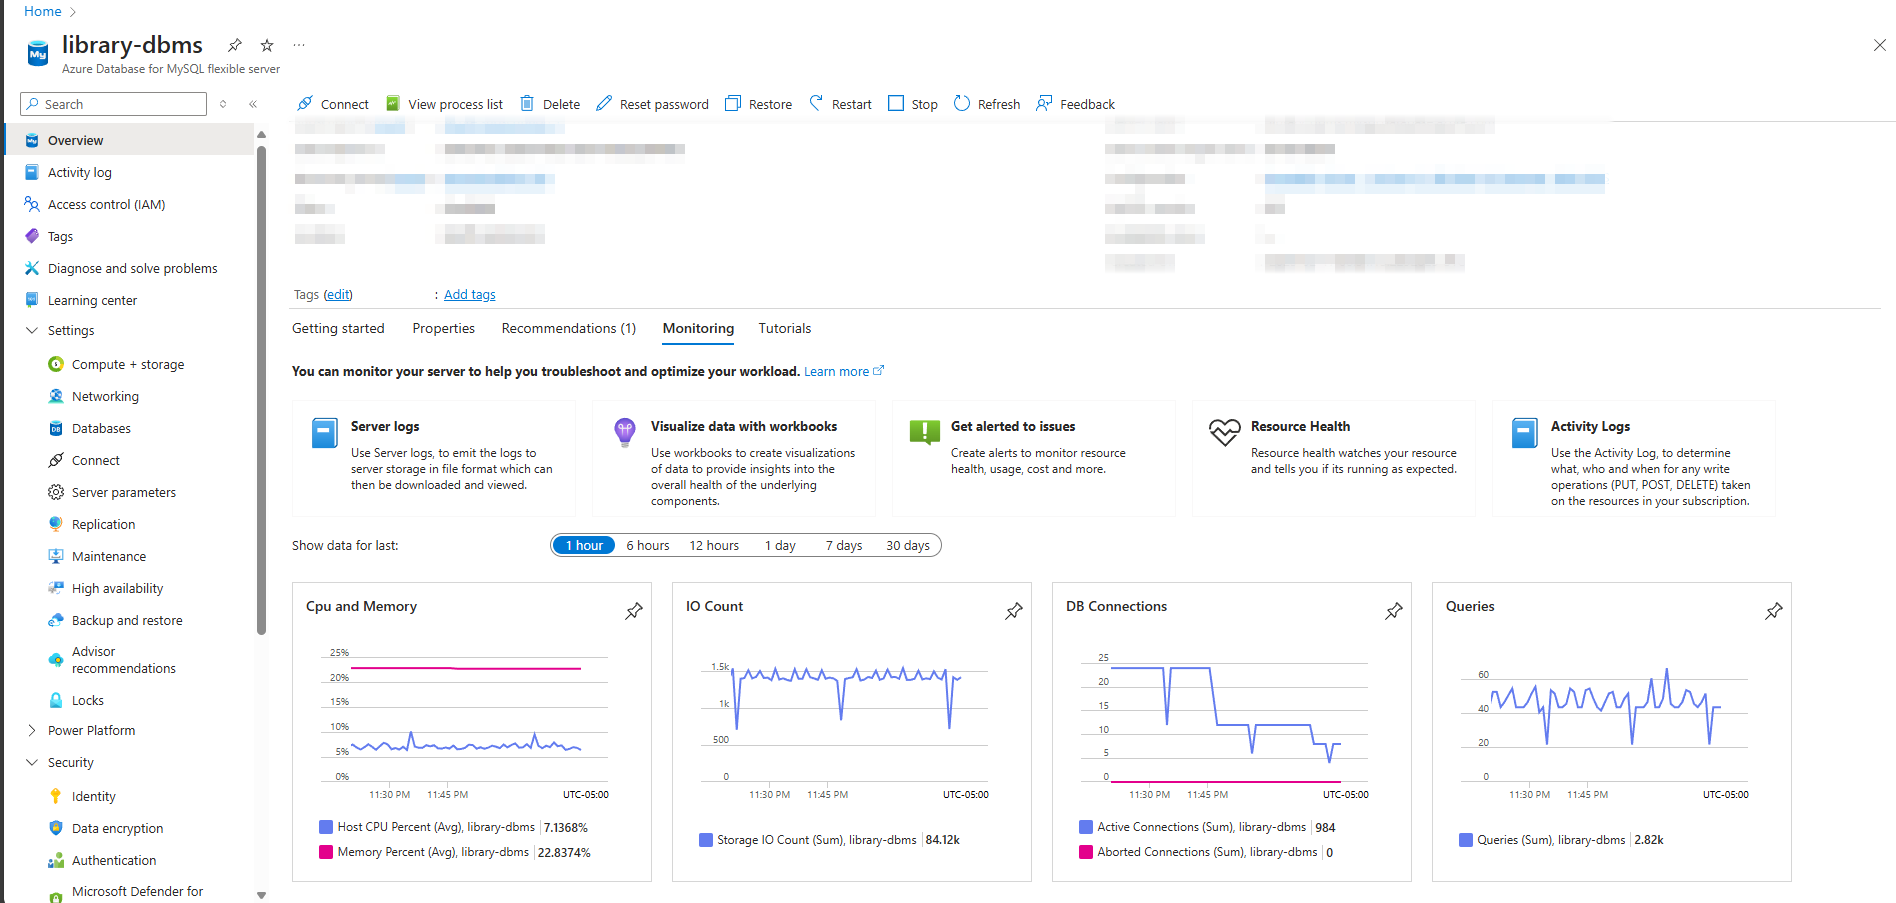 Home
library-dbms
Azure Database for MySQL flexible server
Search
Connect View process list Delete Reset password Restore Restart Stop Refresh Feedback
Overview
Activity log
Access control (IAM)
Tags
Diagnose and solve problems
Learning center
Settings
Compute + storage
Networking
Databases
Connect
Server parameters
Replication
Maintenance
High availability
Backup and restore
Advisor
recommendations
Locks
Power Platform
Security
Identity
Data encryption
Authentication
Microsoft Defender for
Tags (edit) : Add tags
Getting started Properties Recommendations (1) Monitoring Tutorials
You can monitor your server to help you troubleshoot and optimize your workload. Learn more
Server logs
Use Server logs, to emit the logs to
server storage in file format which can
then be downloaded and viewed.
Visualize data with workbooks
Use workbooks to create visualizations
of data to provide insights into the
overall health of the underlying
components.
Get alerted to issues
Create alerts to monitor resource
health, usage, cost and more.
Resource Health
Resource health watches your resource
and tells you if its running as expected.
Activity Logs
Use the Activity Log, to determine
what, who and when for any write
operations (PUT, POST, DELETE) taken
on the resources in your subscription.
Show data for last: 1 hour 6 hours 12 hours 1 day 7 days 30 days
Cpu and Memory
25%
20%
15%
10%
5%
0%
11:30 PM 11:45 PM UTC-05:00
Host CPU Percent (Avg), library-dbms 7.1368%
Memory Percent (Avg), library-dbms 22.8374%
IO Count
1.5k
1k
500
0
11:30 PM 11:45 PM UTC-05:00
Storage IO Count (Sum), library-dbms 84.12k
DB Connections
25
20
15
10
5
0
11:30 PM 11:45 PM UTC-05:00
Active Connections (Sum), library-dbms 984
Aborted Connections (Sum), library-dbms 0
Queries
60
40
20
0
11:30 PM 11:45 PM UTC-05:00
Queries (Sum), library-dbms 2.82k